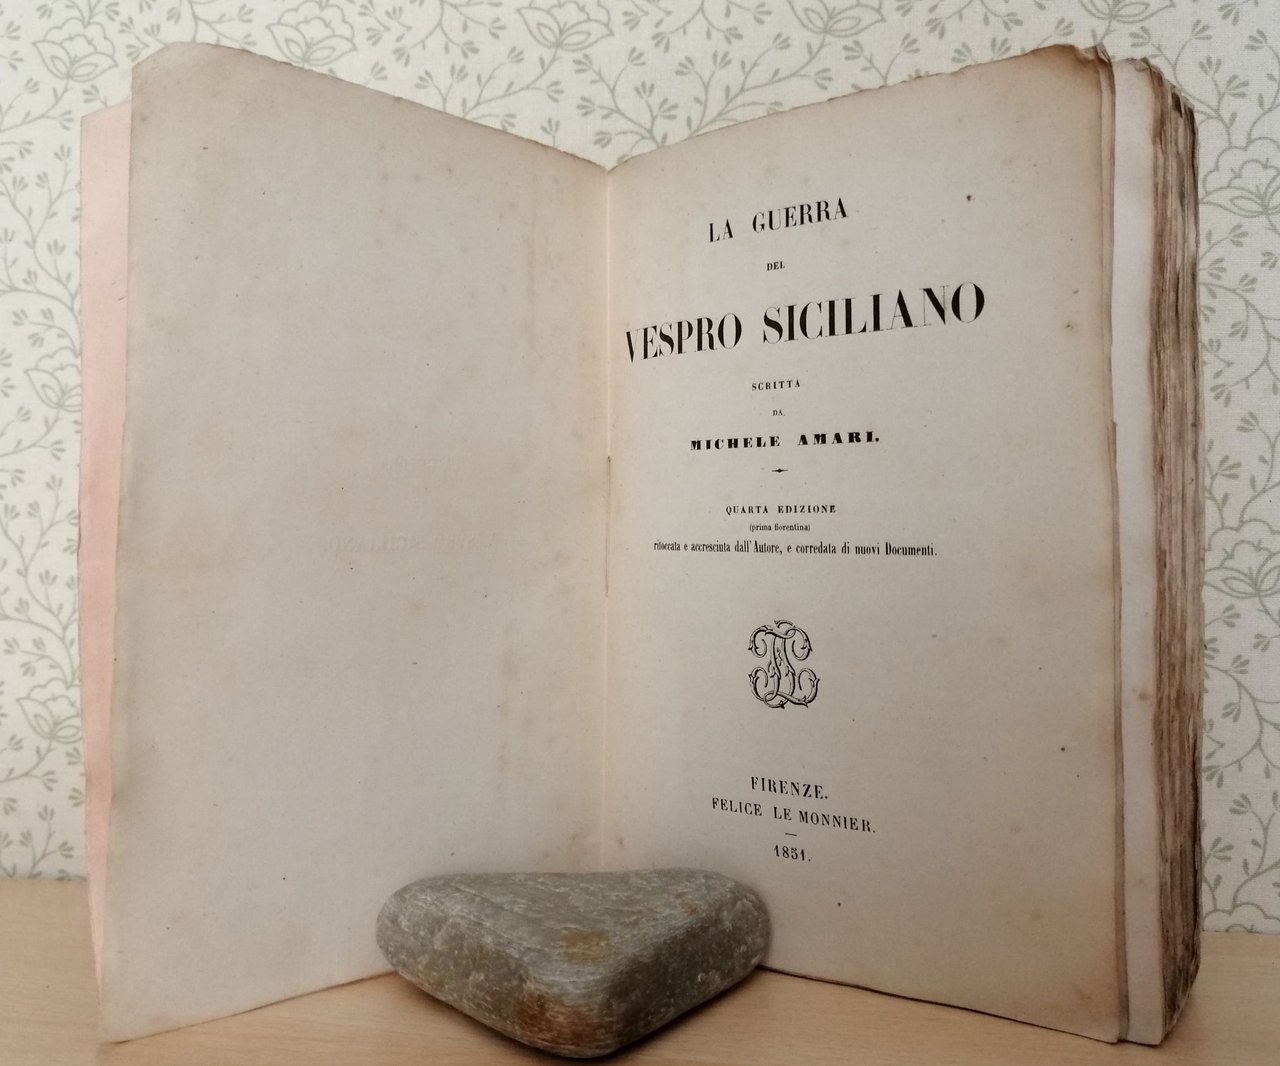 LA GUERRA
DEL
VESPRO SICILIANO
SCRITTA
DA
MICHELE AMARI.
QUARTA EDIZIONE
(prima fiorentina)
ritoccata e accresciuta dall'Autore, e corredata di nuovi Documenti.
FIRENZE.
FELICE LE MONNIER.
1851.